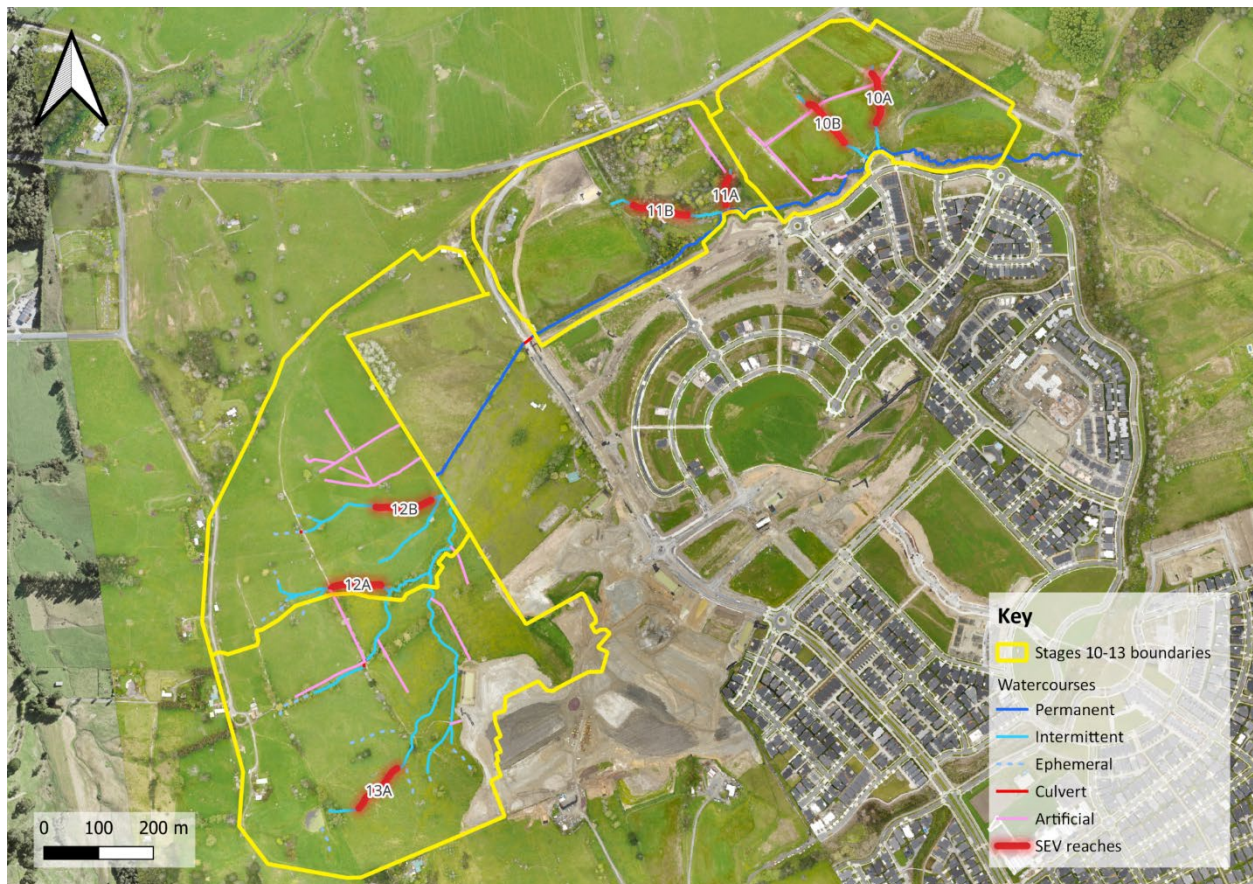 10A
10B
11A
11B
12B
12A
13A
0 100 200 m
Key
Stages 10-13 boundaries
Watercourses
Permanent
Intermittent
Ephemeral
Culvert
Artificial
SEV reaches